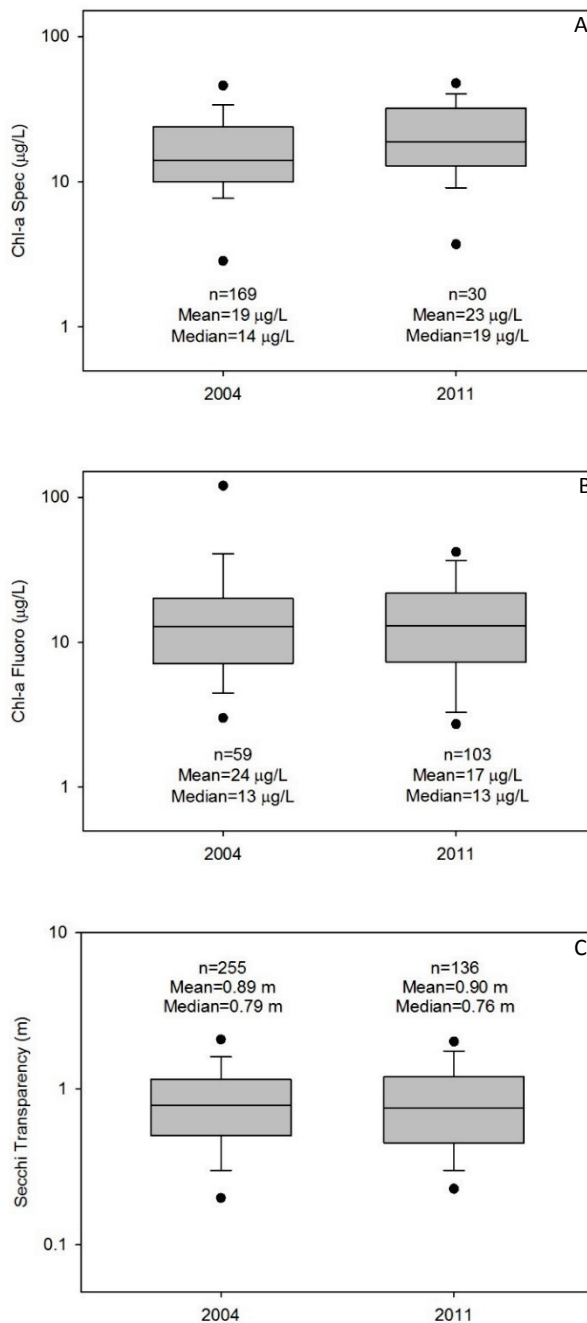 A
100
10
1
Chl-a Spec (µg/L)
n=169
Mean=19 µg/L
Median=14 µg/L
n=30
Mean=23 µg/L
Median=19 µg/L
2004
2011
B
100
10
1
Chl-a Fluoro (µg/L)
n=59
Mean=24 µg/L
Median=13 µg/L
n=103
Mean=17 µg/L
Median=13 µg/L
2004
2011
C
10
1
0.1
Secchi Transparency (m)
n=255
Mean=0.89 m
Median=0.79 m
n=136
Mean=0.90 m
Median=0.76 m
2004
2011